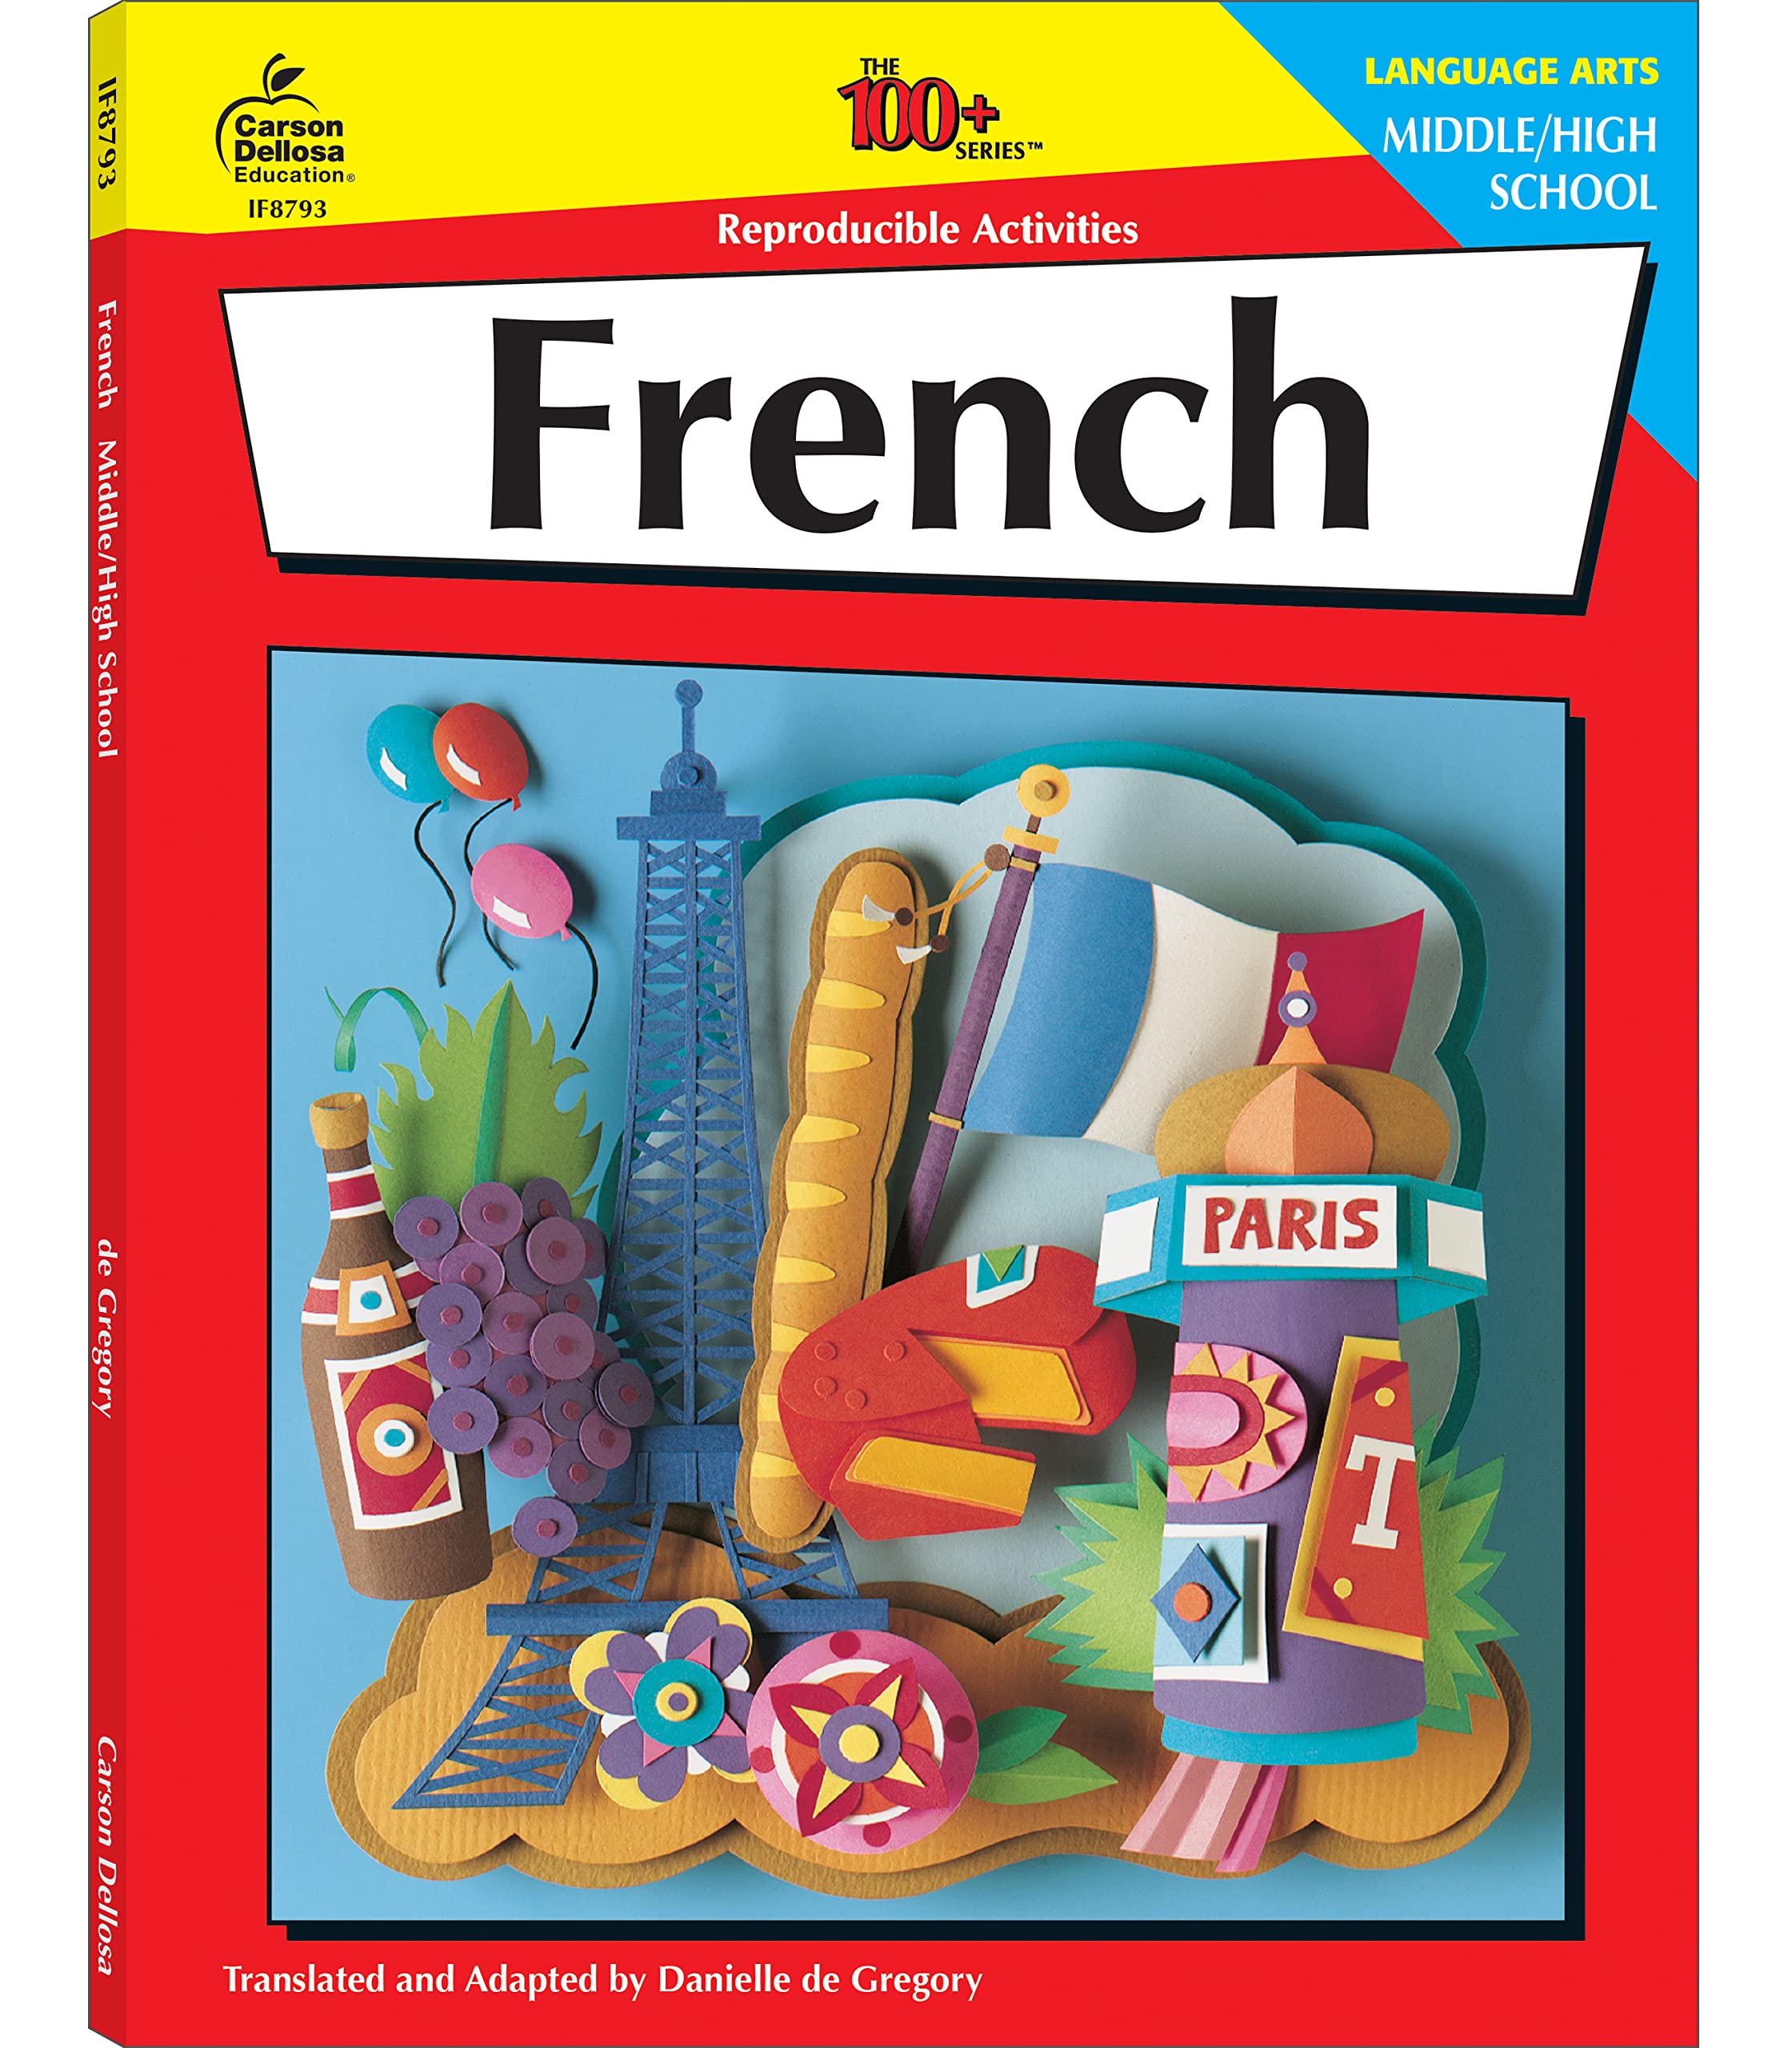 IF8793
French Middle/High School
de Gregory
Carson Dellosa
Carson
Dellosa
Education®
IF8793
THE
100+
SERIES™
LANGUAGE ARTS
MIDDLE/HIGH
SCHOOL
Reproducible Activities
French
PARIS
T
Translated and Adapted by Danielle de Gregory